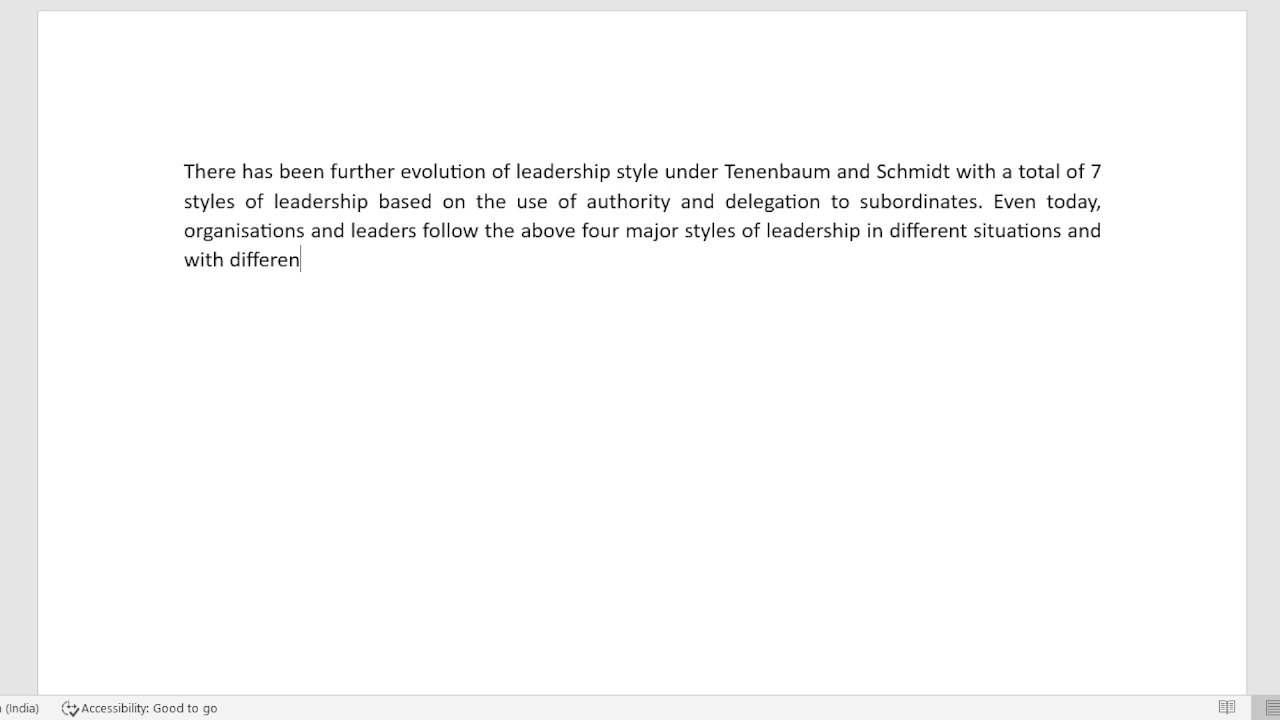 There has been further evolution of leadership style under Tenenbaum and Schmidt with a total of 7
styles of leadership based on the use of authority and delegation to subordinates. Even today,
organisations and leaders follow the above four major styles of leadership in different situations and
with differen
(India)
Accessibility: Good to go